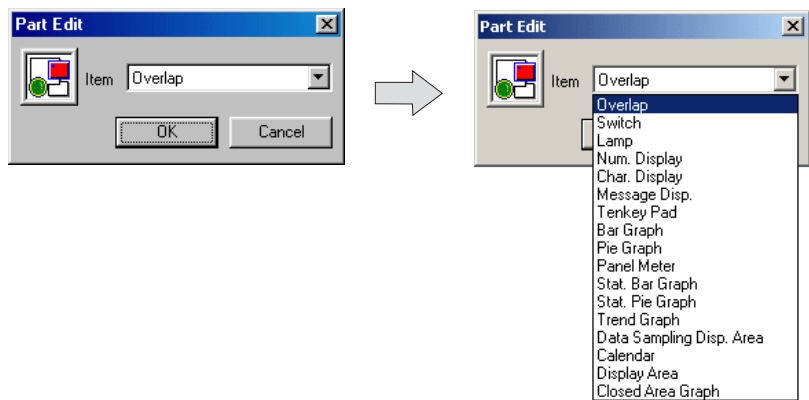 Part Edit
Item Overlap
OK Cancel
Part Edit
Item Overlap
Overlap
Switch
Lamp
Num. Display
Char. Display
Message Disp.
Tenkey Pad
Bar Graph
Pie Graph
Panel Meter
Stat. Bar Graph
Stat. Pie Graph
Trend Graph
Data Sampling Disp. Area
Calendar
Display Area
Closed Area Graph